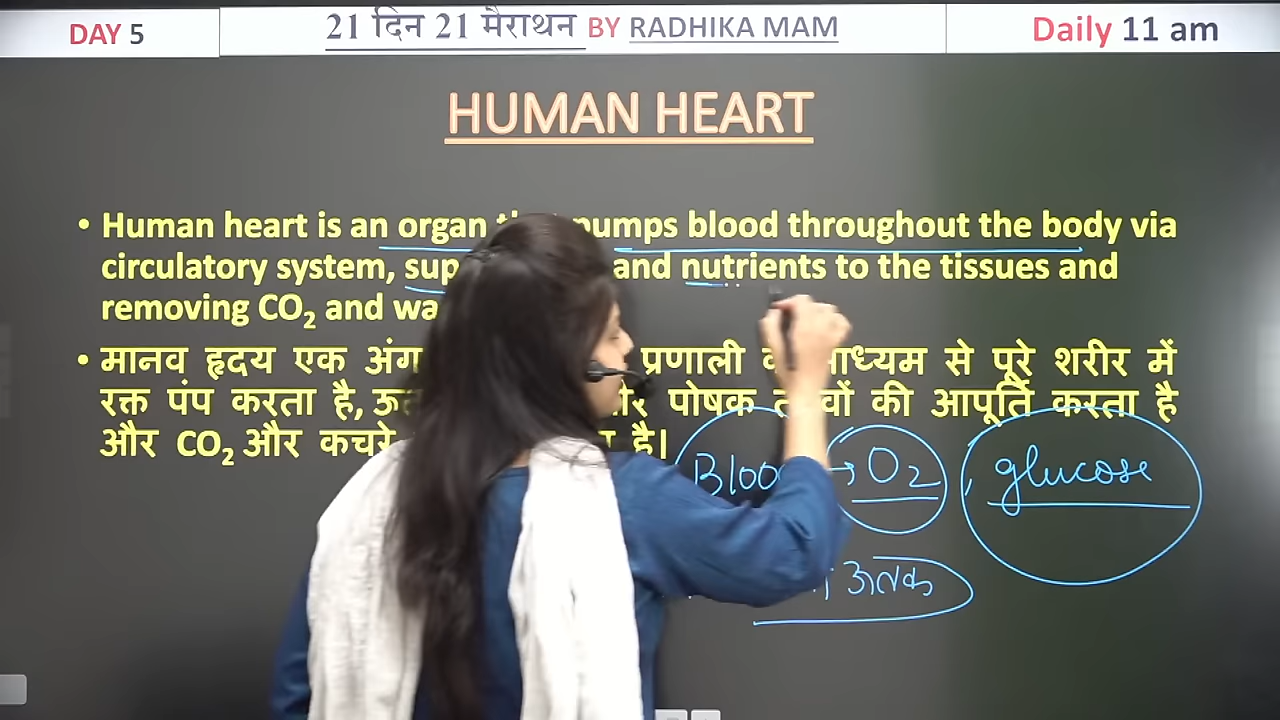 DAY 5
21 दिन 21 मैराथन BY RADHIKA MAM
Daily 11 am
HUMAN HEART
• Human heart is an organ pumps blood throughout the body via
circulatory system, and nutrients to the tissues and
removing CO₂ and
• मानव हृदय एक अंग प्रणाली माध्यम से पूरे शरीर में
रक्त पंप करता है, पोषक की आपूर्ति करता है
और CO₂ और कचरे है।
→ O₂
glucose